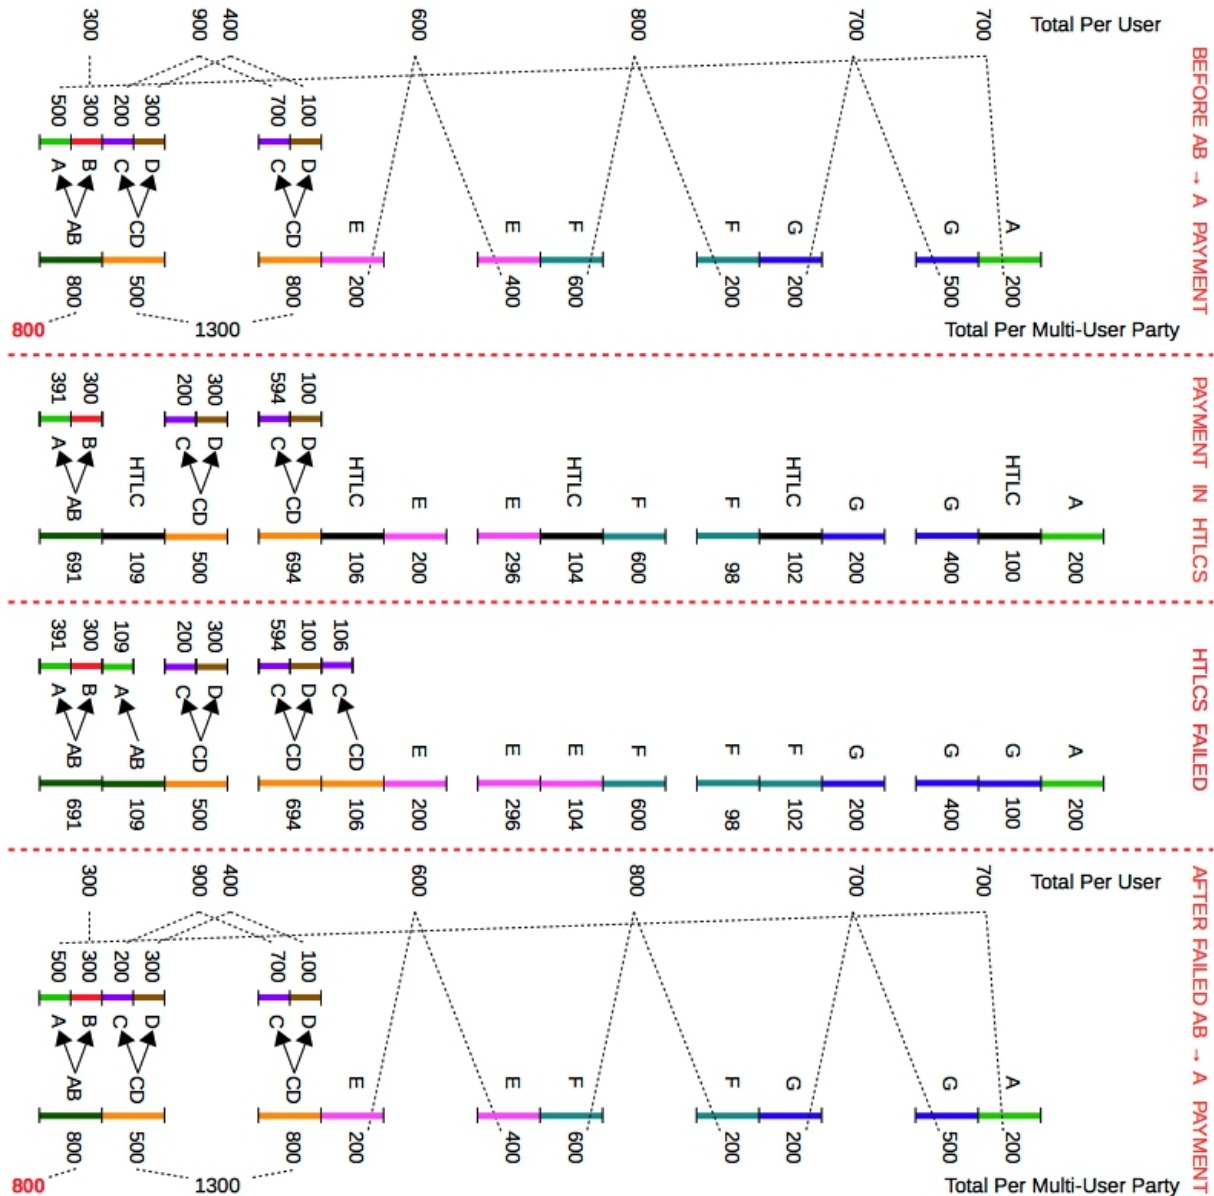 300 900 400 600 800 700 700 Total Per User
BEFORE AB → A PAYMENT
500 300 200 300 700 100
A B C D C D
AB CD CD E E F F G G A
800 500 800 200 400 600 200 200 500 200
800 1300 Total Per Multi-User Party
PAYMENT IN HTLCS
391 300 200 300 594 100
A B C D C D
AB HTLC CD CD HTLC E E HTLC F F HTLC G G HTLC A
691 109 500 694 106 200 296 104 600 98 102 200 400 100 200
HTLCS FAILED
391 300 109 200 300 594 100 106
A B A C D C D C
AB AB CD CD CD E E E F F F G G G A
691 109 500 694 106 200 296 104 600 98 102 200 400 100 200
300 900 400 600 800 700 700 Total Per User
AFTER FAILED AB → A PAYMENT
500 300 200 300 700 100
A B C D C D
AB CD CD E E F F G G A
800 500 800 200 400 600 200 200 500 200
800 1300 Total Per Multi-User Party